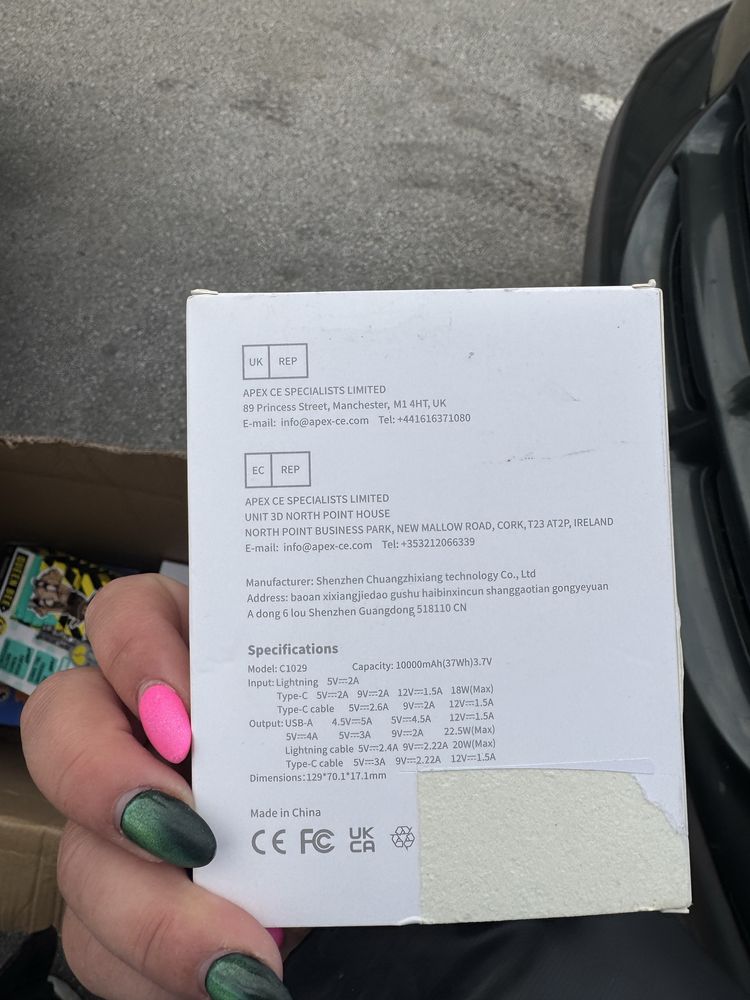 UK REP
APEX CE SPECIALISTS LIMITED
89 Princess Street, Manchester, M1 4HT, UK
E-mail: info@apex-ce.com Tel: +441616371080
EC REP
APEX CE SPECIALISTS LIMITED
UNIT 3D NORTH POINT HOUSE
NORTH POINT BUSINESS PARK, NEW MALLOW ROAD, CORK, T23 AT2P, IRELAND
E-mail: info@apex-ce.com Tel: +353212066339
Manufacturer: Shenzhen Chuangzhixiang technology Co., Ltd
Address: baoan xixiangjiedao gushu haibinxincun shanggaotian gongyeyuan
A dong 6 lou Shenzhen Guangdong 518110 CN
Specifications
Model: C1029 Capacity: 10000mAh(37Wh)3.7V
Input: Lightning 5V⎓2A
Type-C 5V⎓2A 9V⎓2A 12V⎓1.5A 18W(Max)
Type-C cable 5V⎓2.6A 9V⎓2A 12V⎓1.5A
Output: USB-A 4.5V⎓5A 5V⎓4.5A 12V⎓1.5A
5V⎓4A 5V⎓3A 9V⎓2A 22.5W(Max)
Lightning cable 5V⎓2.4A 9V⎓2.22A 20W(Max)
Type-C cable 5V⎓3A 9V⎓2.22A 12V⎓1.5A
Dimensions: 129*70.1*17.1mm
Made in China
CE FC UK CA